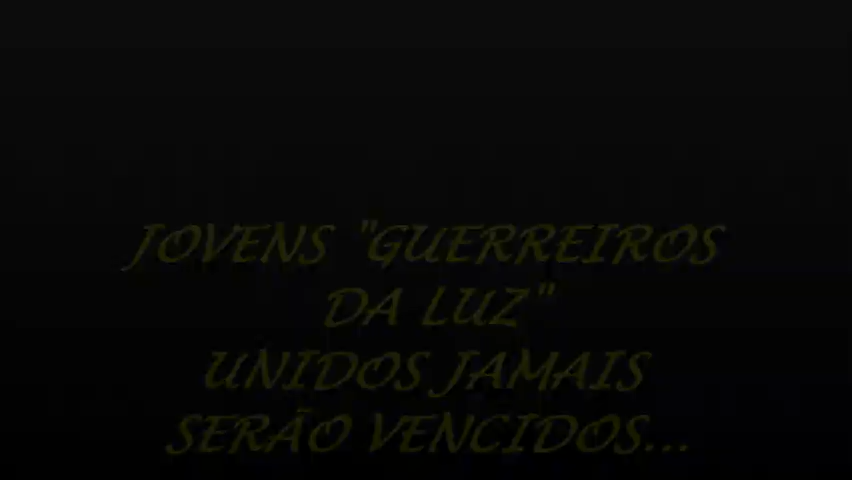 JOVENS "GUERREIROS
DA LUZ"
UNIDOS JAMAIS
SERÃO VENCIDOS...